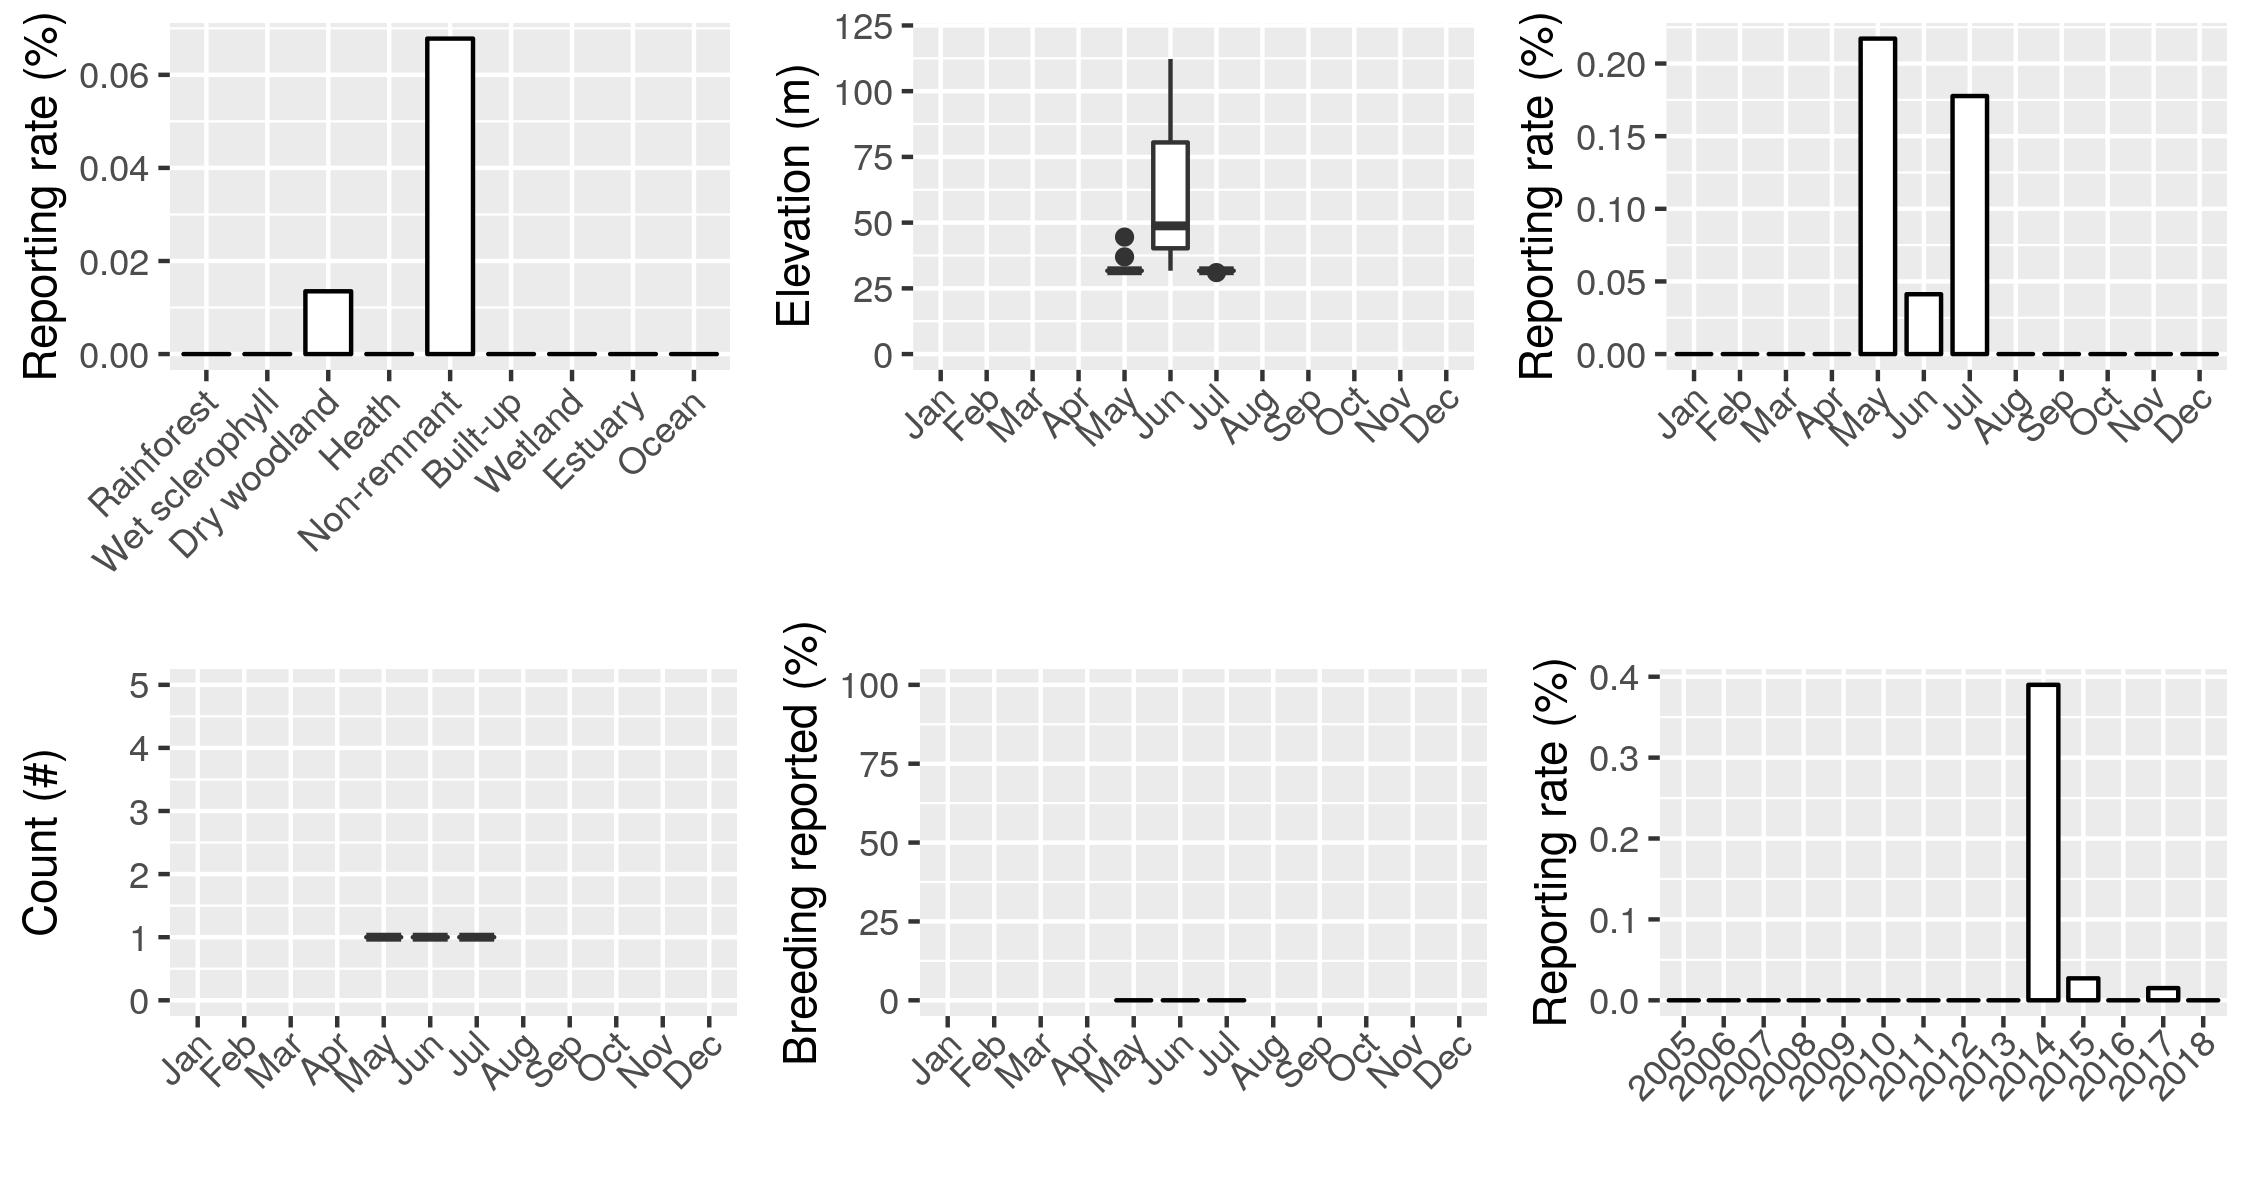 Reporting rate (%)
0.06
0.04
0.02
0.00
Rainforest
Wet sclerophyll
Dry woodland
Heath
Non-remnant
Built-up
Wetland
Estuary
Ocean
Elevation (m)
125
100
75
50
25
0
Jan
Feb
Mar
Apr
May
Jun
Jul
Aug
Sep
Oct
Nov
Dec
Reporting rate (%)
0.20
0.15
0.10
0.05
0.00
Jan
Feb
Mar
Apr
May
Jun
Jul
Aug
Sep
Oct
Nov
Dec
Count (#)
5
4
3
2
1
0
Jan
Feb
Mar
Apr
May
Jun
Jul
Aug
Sep
Oct
Nov
Dec
Breeding reported (%)
100
75
50
25
0
Jan
Feb
Mar
Apr
May
Jun
Jul
Aug
Sep
Oct
Nov
Dec
Reporting rate (%)
0.4
0.3
0.2
0.1
0.0
2005
2006
2007
2008
2009
2010
2011
2012
2013
2014
2015
2016
2017
2018